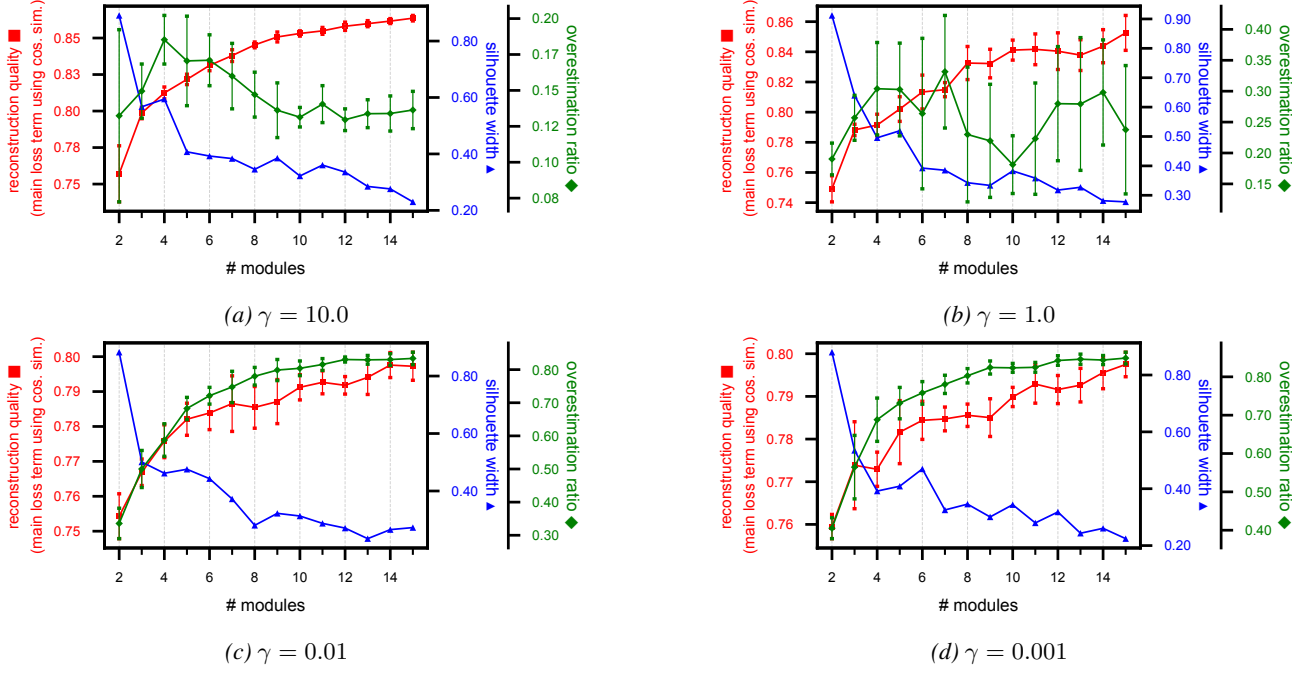 reconstruction quality ■
(main loss term using cos. sim.)
0.85
0.83
0.80
0.78
0.75
0.80
0.60
0.40
0.20
silhouette width ▲
0.20
0.17
0.15
0.12
0.10
0.08
overestimation ratio ◆
2 4 6 8 10 12 14
# modules
(a) γ = 10.0
reconstruction quality ■
(main loss term using cos. sim.)
0.86
0.84
0.82
0.80
0.78
0.76
0.74
0.90
0.80
0.70
0.60
0.50
0.40
0.30
silhouette width ▲
0.40
0.35
0.30
0.25
0.20
0.15
overestimation ratio ◆
2 4 6 8 10 12 14
# modules
(b) γ = 1.0
reconstruction quality ■
(main loss term using cos. sim.)
0.80
0.79
0.78
0.77
0.76
0.75
0.80
0.60
0.40
silhouette width ▲
0.80
0.70
0.60
0.50
0.40
0.30
overestimation ratio ◆
2 4 6 8 10 12 14
# modules
(c) γ = 0.01
reconstruction quality ■
(main loss term using cos. sim.)
0.80
0.79
0.78
0.77
0.76
0.80
0.60
0.40
0.20
silhouette width ▲
0.80
0.70
0.60
0.50
0.40
overestimation ratio ◆
2 4 6 8 10 12 14
# modules
(d) γ = 0.001